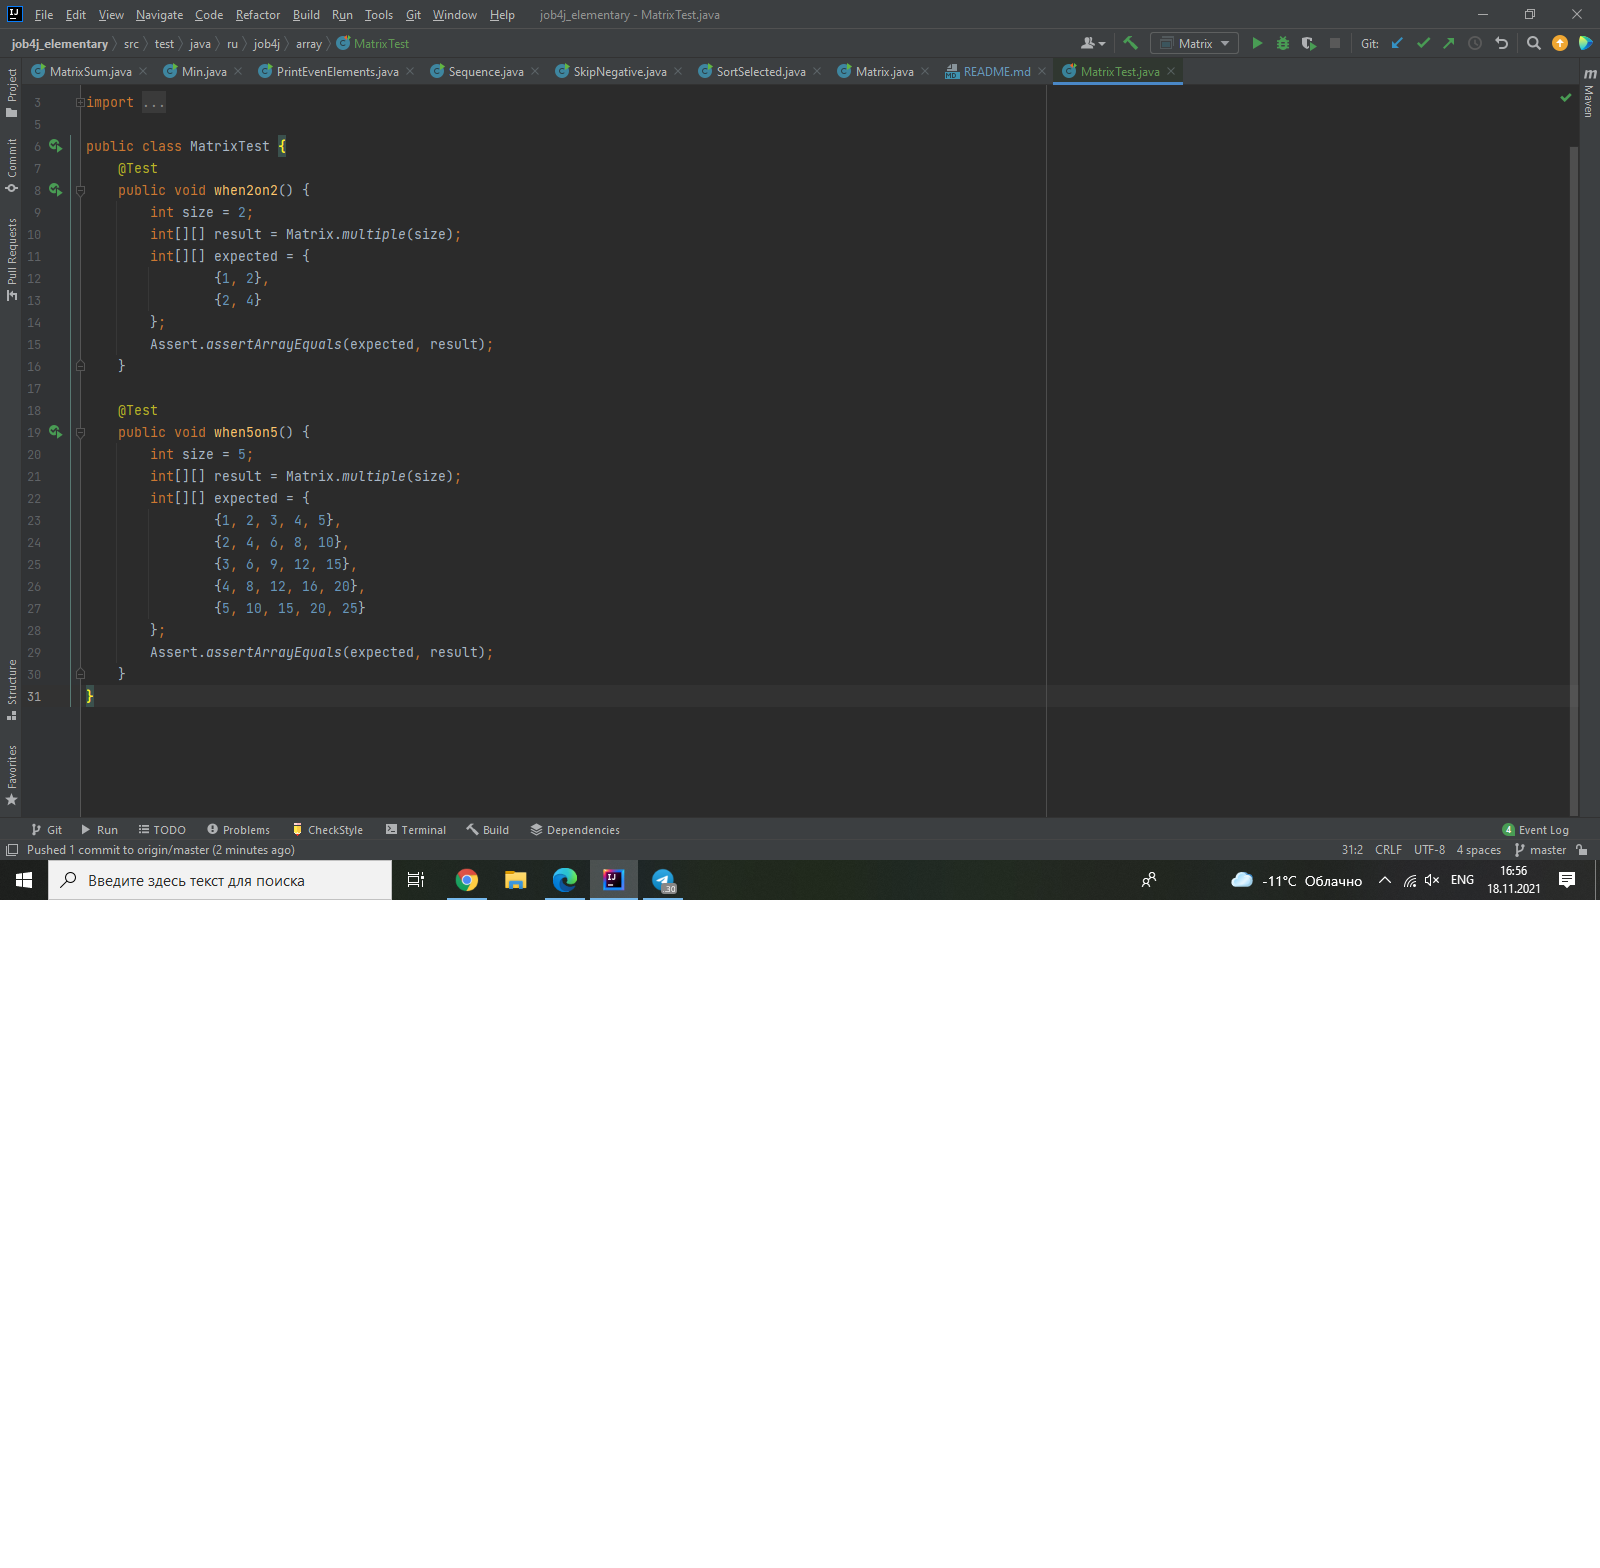 File Edit View Navigate Code Refactor Build Run Tools Git Window Help job4j_elementary - MatrixTest.java
job4j_elementary src test java ru job4j array MatrixTest Matrix Git:
MatrixSum.java Min.java PrintEvenElements.java Sequence.java SkipNegative.java SortSelected.java Matrix.java README.md MatrixTest.java
Project
Commit
Pull Requests
Structure
Favorites
m Maven
3 import ...
5
6 public class MatrixTest {
7 @Test
8 public void when2on2() {
9 int size = 2;
10 int[][] result = Matrix.multiple(size);
11 int[][] expected = {
12 {1, 2},
13 {2, 4}
14 };
15 Assert.assertArrayEquals(expected, result);
16 }
17
18 @Test
19 public void when5on5() {
20 int size = 5;
21 int[][] result = Matrix.multiple(size);
22 int[][] expected = {
23 {1, 2, 3, 4, 5},
24 {2, 4, 6, 8, 10},
25 {3, 6, 9, 12, 15},
26 {4, 8, 12, 16, 20},
27 {5, 10, 15, 20, 25}
28 };
29 Assert.assertArrayEquals(expected, result);
30 }
31 }
Git Run TODO Problems CheckStyle Terminal Build Dependencies 4 Event Log
Pushed 1 commit to origin/master (2 minutes ago) 31:2 CRLF UTF-8 4 spaces master
Введите здесь текст для поиска IJ 30 -11°C Облачно ENG 16:56
18.11.2021